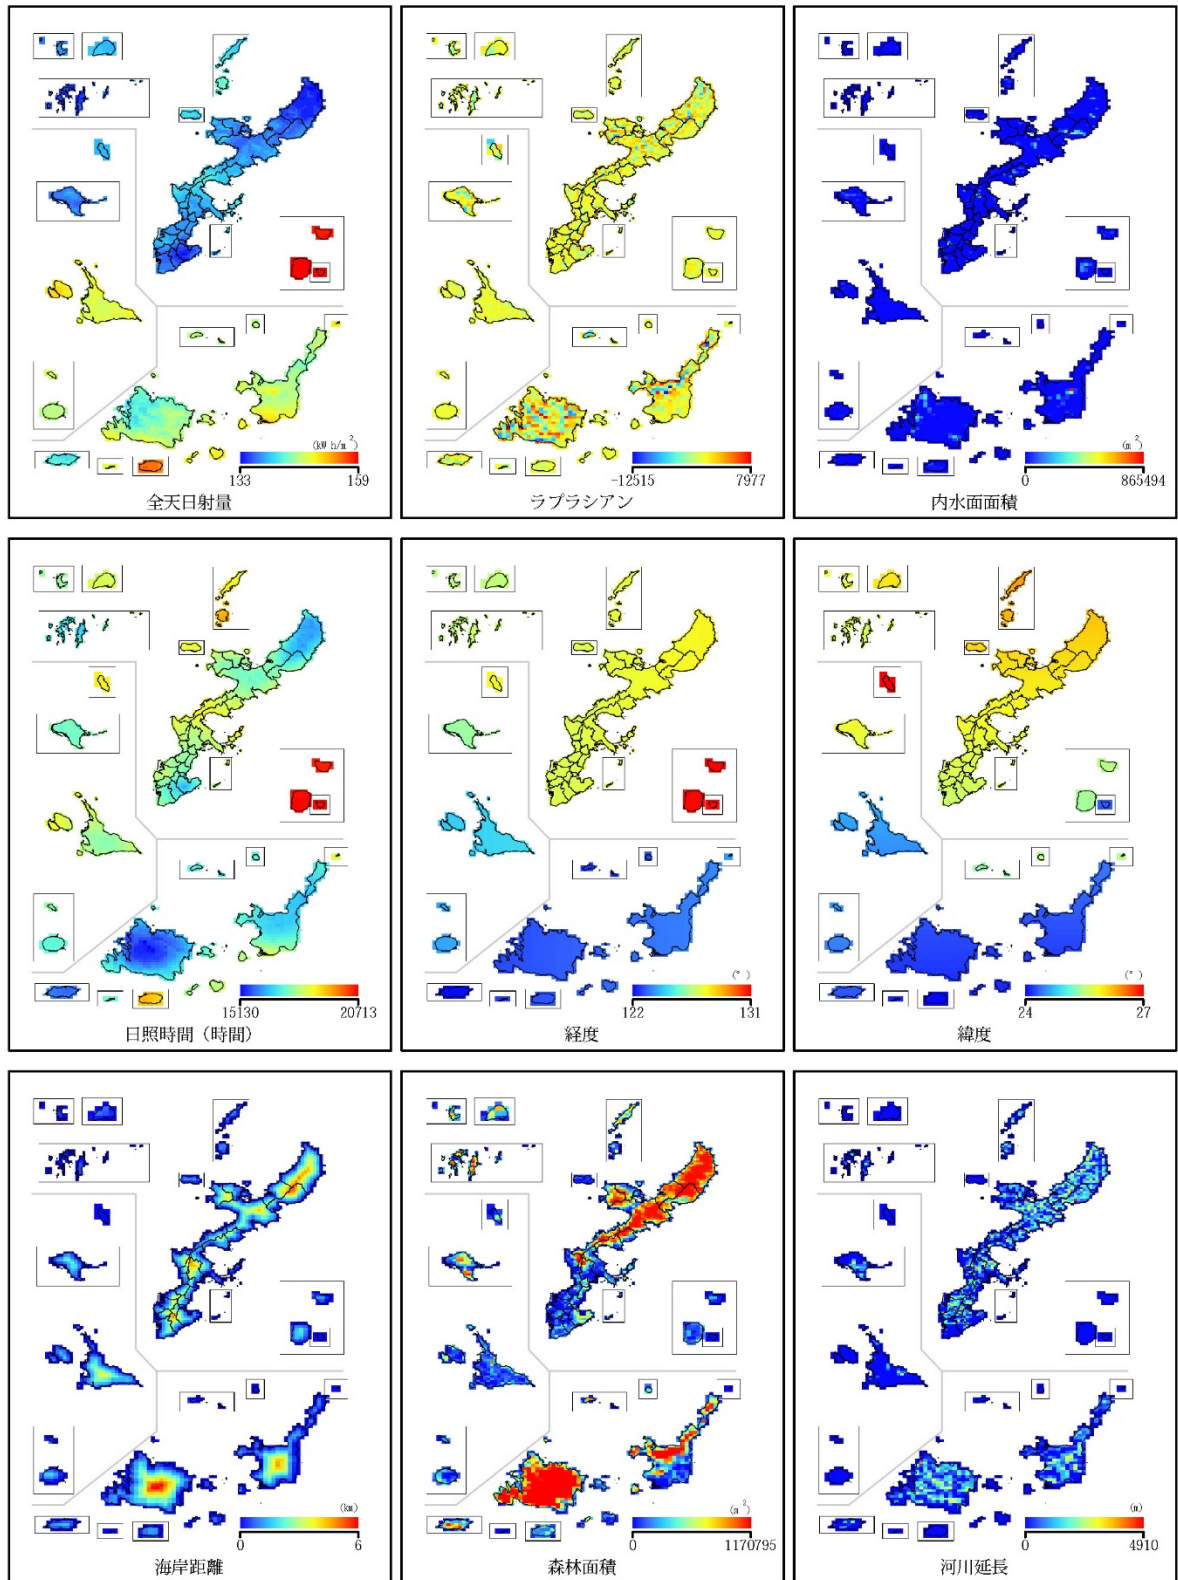 (kW h/m²)
133 159
全天日射量
-12515 7977
ラプラシアン
(m²)
0 865494
内水面面積
15130 20713
日照時間（時間）
(°)
122 131
経度
(°)
24 27
緯度
(km)
0 6
海岸距離
(m²)
0 1170795
森林面積
(m)
0 4910
河川延長